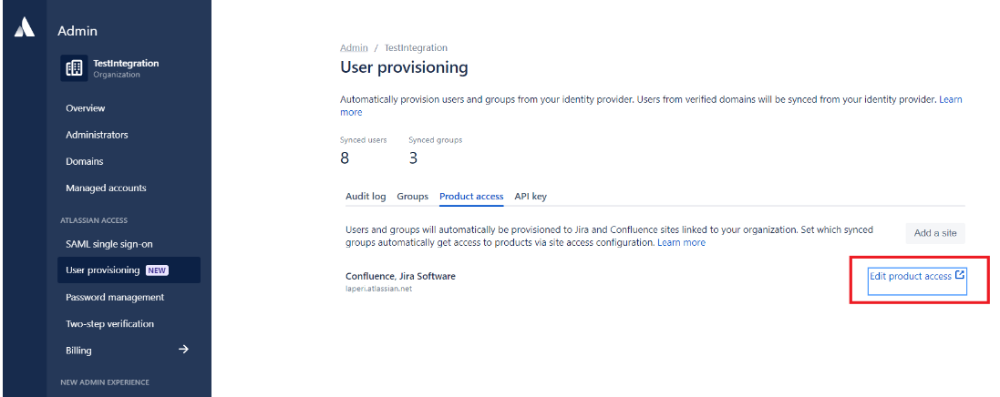 Admin
TestIntegration
Organization
Overview
Administrators
Domains
Managed accounts
ATLASSIAN ACCESS
SAML single sign-on
User provisioning NEW
Password management
Two-step verification
Billing
NEW ADMIN EXPERIENCE
Admin / TestIntegration
User provisioning
Automatically provision users and groups from your identity provider. Users from verified domains will be synced from your identity provider. Learn
more
Synced users Synced groups
8 3
Audit log Groups Product access API key
Users and groups will automatically be provisioned to Jira and Confluence sites linked to your organization. Set which synced
groups automatically get access to products via site access configuration. Learn more
Add a site
Confluence, Jira Software
laperi.atlassian.net
Edit product access